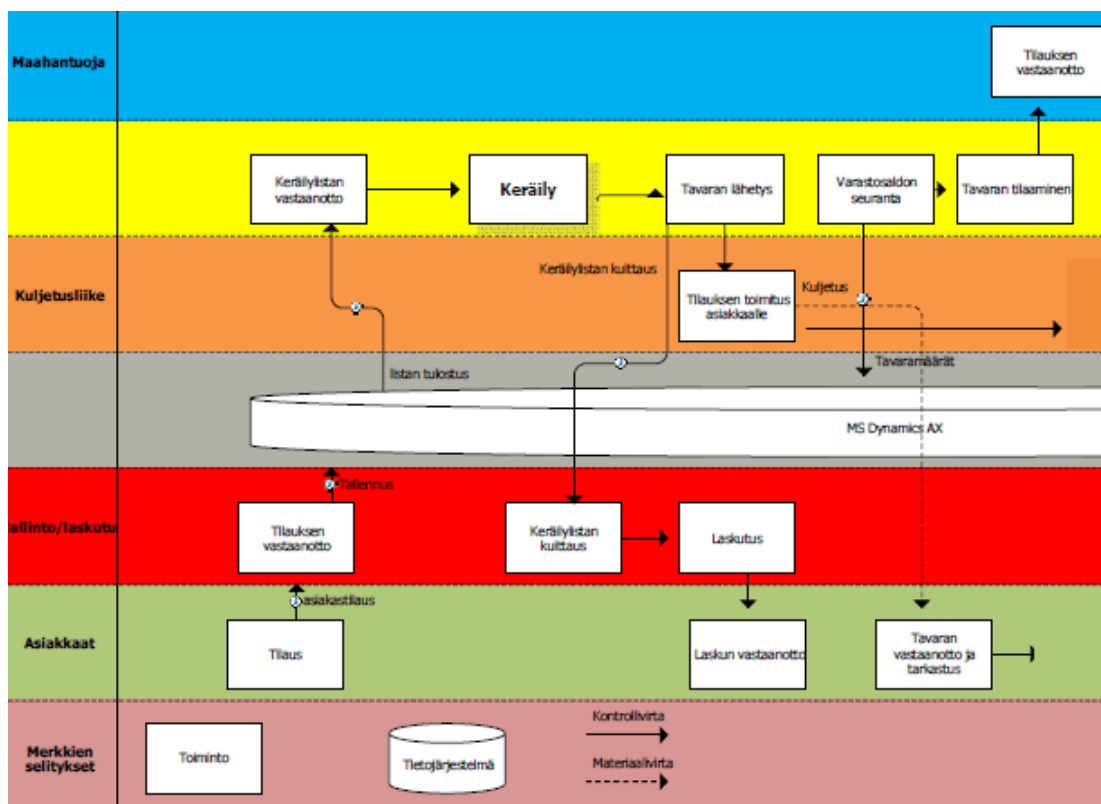 Maahantuoja
Tilauksen
vastaanotto
Keräilylistan
vastaanotto
Keräily
Tavaran lähetys
Varastosaldon
seuranta
Tavaran tilaaminen
Kuljetusliike
Keräilylistan kuittaus
Tilauksen toimitus
asiakkaalle
Kuljetus
listan tulostus
Tavaramäärät
MS Dynamics AX
Tallennus
allinto/laskutu
Tilauksen
vastaanotto
Keräilylistan
kuittaus
Laskutus
asiakastilaus
Asiakkaat
Tilaus
Laskun vastaanotto
Tavaran
vastaanotto ja
tarkastus
Merkkien
selitykset
Toiminto
Tietojärjestelmä
Kontrollivirta
Materiaalivirta